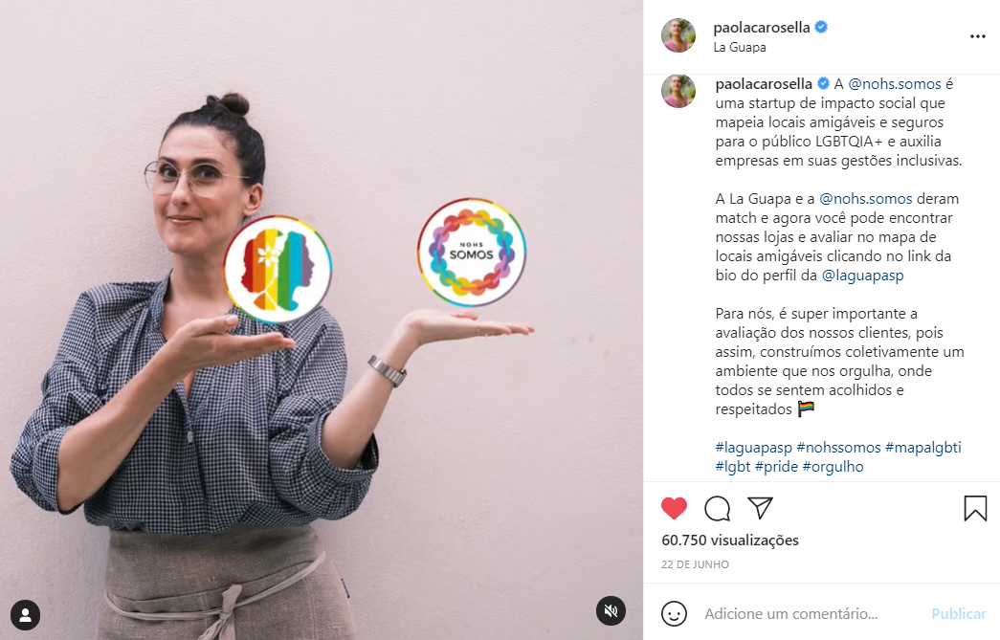 NOHS
SOMOS
paolacarosella
La Guapa
paolacarosella A @nohs.somos é
uma startup de impacto social que
mapeia locais amigáveis e seguros
para o público LGBTQIA+ e auxilia
empresas em suas gestões inclusivas.
A La Guapa e a @nohs.somos deram
match e agora você pode encontrar
nossas lojas e avaliar no mapa de
locais amigáveis clicando no link da
bio do perfil da @laguapasp
Para nós, é super importante a
avaliação dos nossos clientes, pois
assim, construímos coletivamente um
ambiente que nos orgulha, onde
todos se sentem acolhidos e
respeitados 🏳️‍🌈
#laguapasp #nohssomos #mapalgbti
#lgbt #pride #orgulho
60.750 visualizações
22 DE JUNHO
Adicione um comentário... Publicar